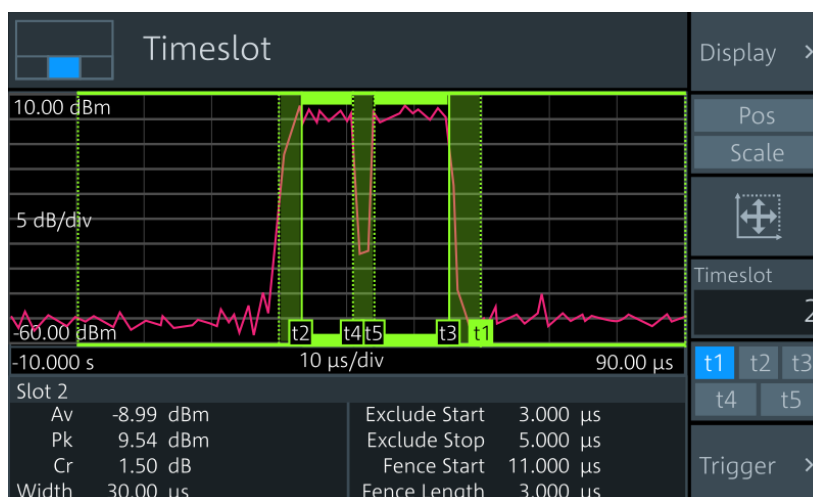 Timeslot
Display >
10.00 dBm
Pos
Scale
5 dB/div
Timeslot
2
-60.00 dBm
t2 t4 t5 t3 t1
-10.000 s 10 µs/div 90.00 µs
t1 t2 t3
t4 t5
Slot 2
Av -8.99 dBm Exclude Start 3.000 µs
Pk 9.54 dBm Exclude Stop 5.000 µs
Cr 1.50 dB Fence Start 11.000 µs
Width 30.00 µs Fence Length 3.000 µs
Trigger >